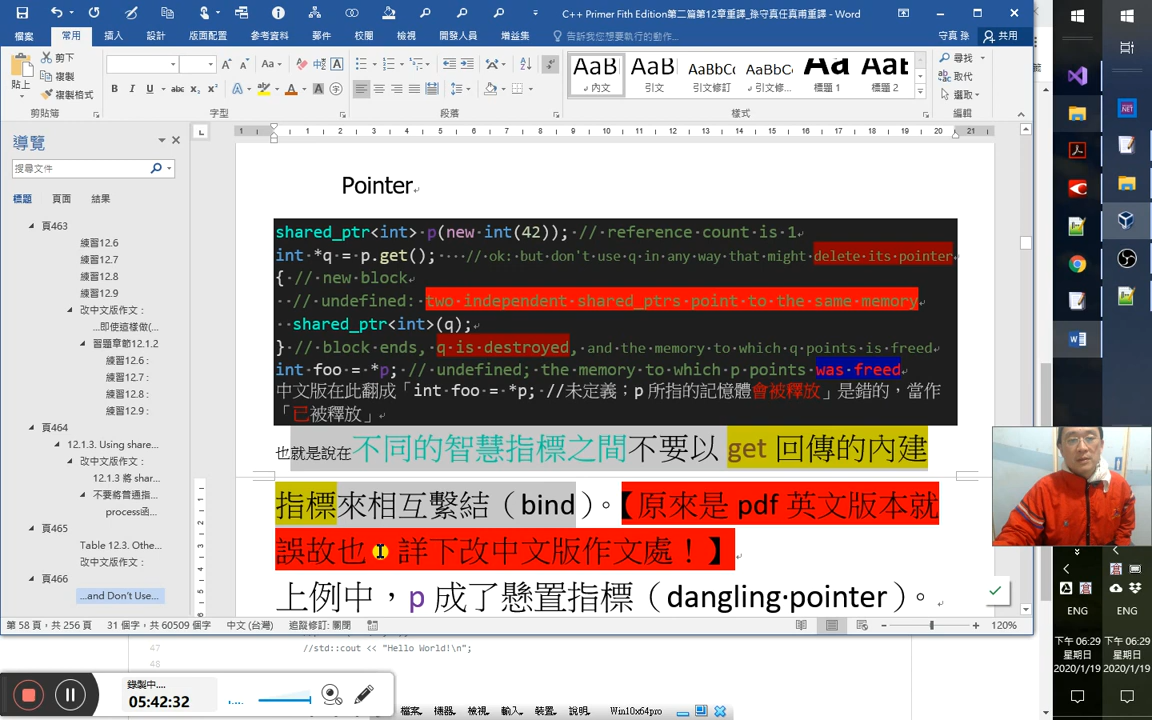 C++ Primer Fith Edition第二篇第12章重譯_孫守真任真甫重譯 - Word
檔案 常用 插入 設計 版面配置 參考資料 郵件 校閱 檢視 開發人員 增益集 告訴我您想要執行的動作... 守真 孫 共用
貼上
剪下
複製
複製格式
剪貼簿 字型 段落 樣式 編輯
內文 引文 引文修訂 引文修... 標題 1 標題 2
尋找
取代
選取
導覽
搜尋文件
標題 頁面 結果
頁463
練習12.6
練習12.7
練習12.8
練習12.9
改中文版作文：
...即使這樣做(...
習題章節12.1.2
練習12.6 :
練習12.7 :
練習12.8 :
練習12.9 :
頁464
12.1.3. Using share...
改中文版作文：
12.1.3 將 shar...
不要將普通指...
process函...
頁465
Table 12.3. Othe...
改中文版作文：
頁466
...and Don't Use...
Pointer
shared_ptr<int> p(new int(42)); // reference count is 1
int *q = p.get(); // ok: but don't use q in any way that might delete its pointer
{ // new block
// undefined: two independent shared_ptrs point to the same memory
shared_ptr<int>(q);
} // block ends, q is destroyed, and the memory to which q points is freed
int foo = *p; // undefined; the memory to which p points was freed
中文版在此翻成「int foo = *p; //未定義；p 所指的記憶體會被釋放」是錯的，當作
「已被釋放」
也就是說在不同的智慧指標之間不要以 get 回傳的內建
指標來相互繫結（bind）。【原來是 pdf 英文版本就
誤故也，詳下改中文版作文處！】
上例中，p 成了懸置指標（dangling pointer）。
第 58 頁，共 256 頁 31 個字，共 60509 個字 中文 (台灣) 追蹤修訂: 關閉 120%
47 //std::cout << "Hello World!\n";
48
錄製中....
05:42:32
檔案 機器 檢視 輸入 裝置 說明 Win10x64pro
ENG ENG
下午 06:29 下午 06:29
星期日 星期日
2020/1/19 2020/1/19